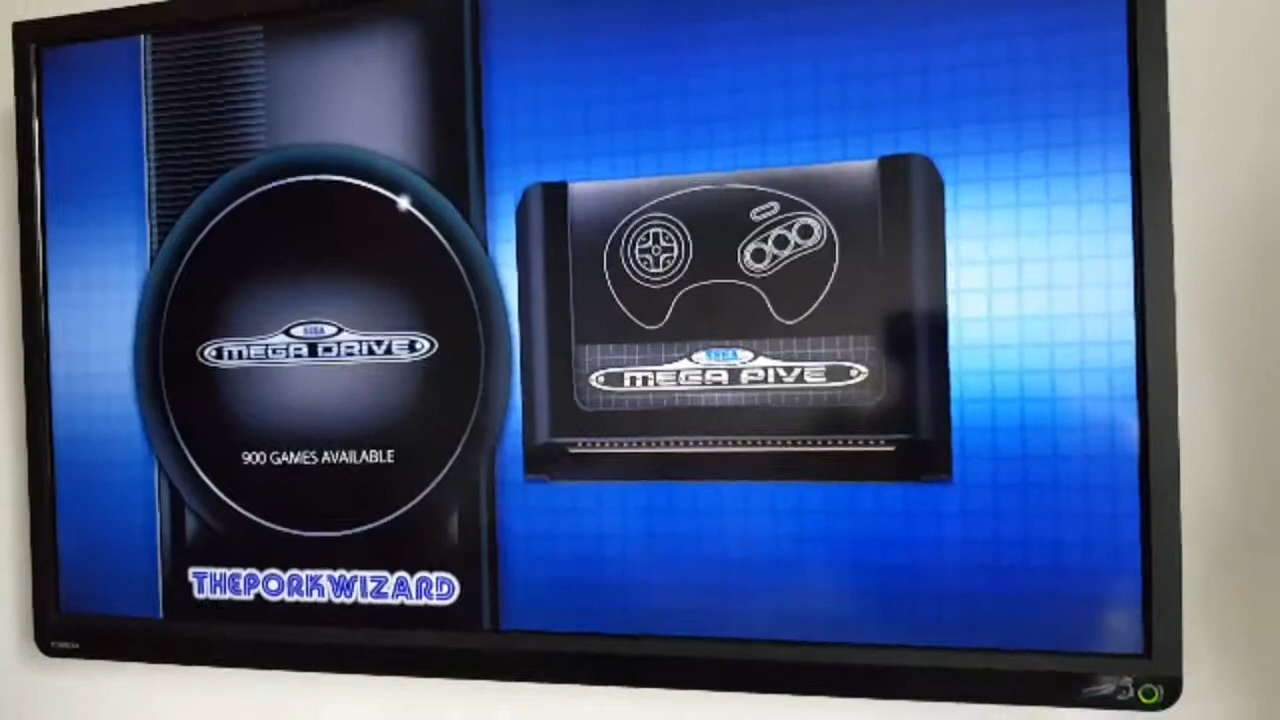 SEGA
MEGA DRIVE
900 GAMES AVAILABLE
THEPORKWIZARD
SEGA
MEGA PIVE